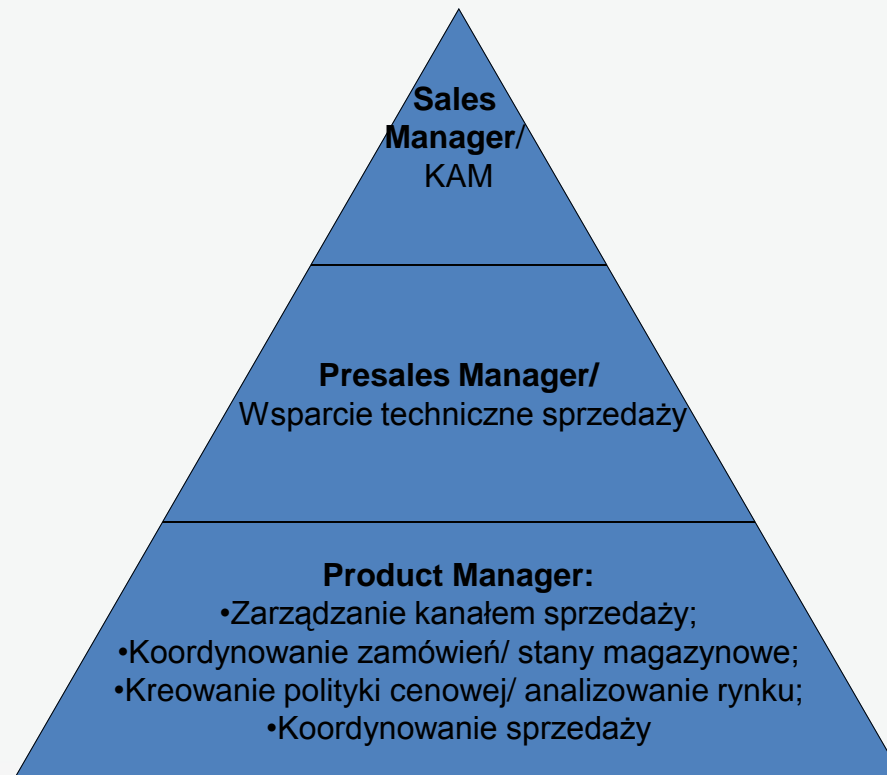 Sales
Manager/
KAM
Presales Manager/
Wsparcie techniczne sprzedaży
Product Manager:
•Zarządzanie kanałem sprzedaży;
•Koordynowanie zamówień/ stany magazynowe;
•Kreowanie polityki cenowej/ analizowanie rynku;
•Koordynowanie sprzedaży